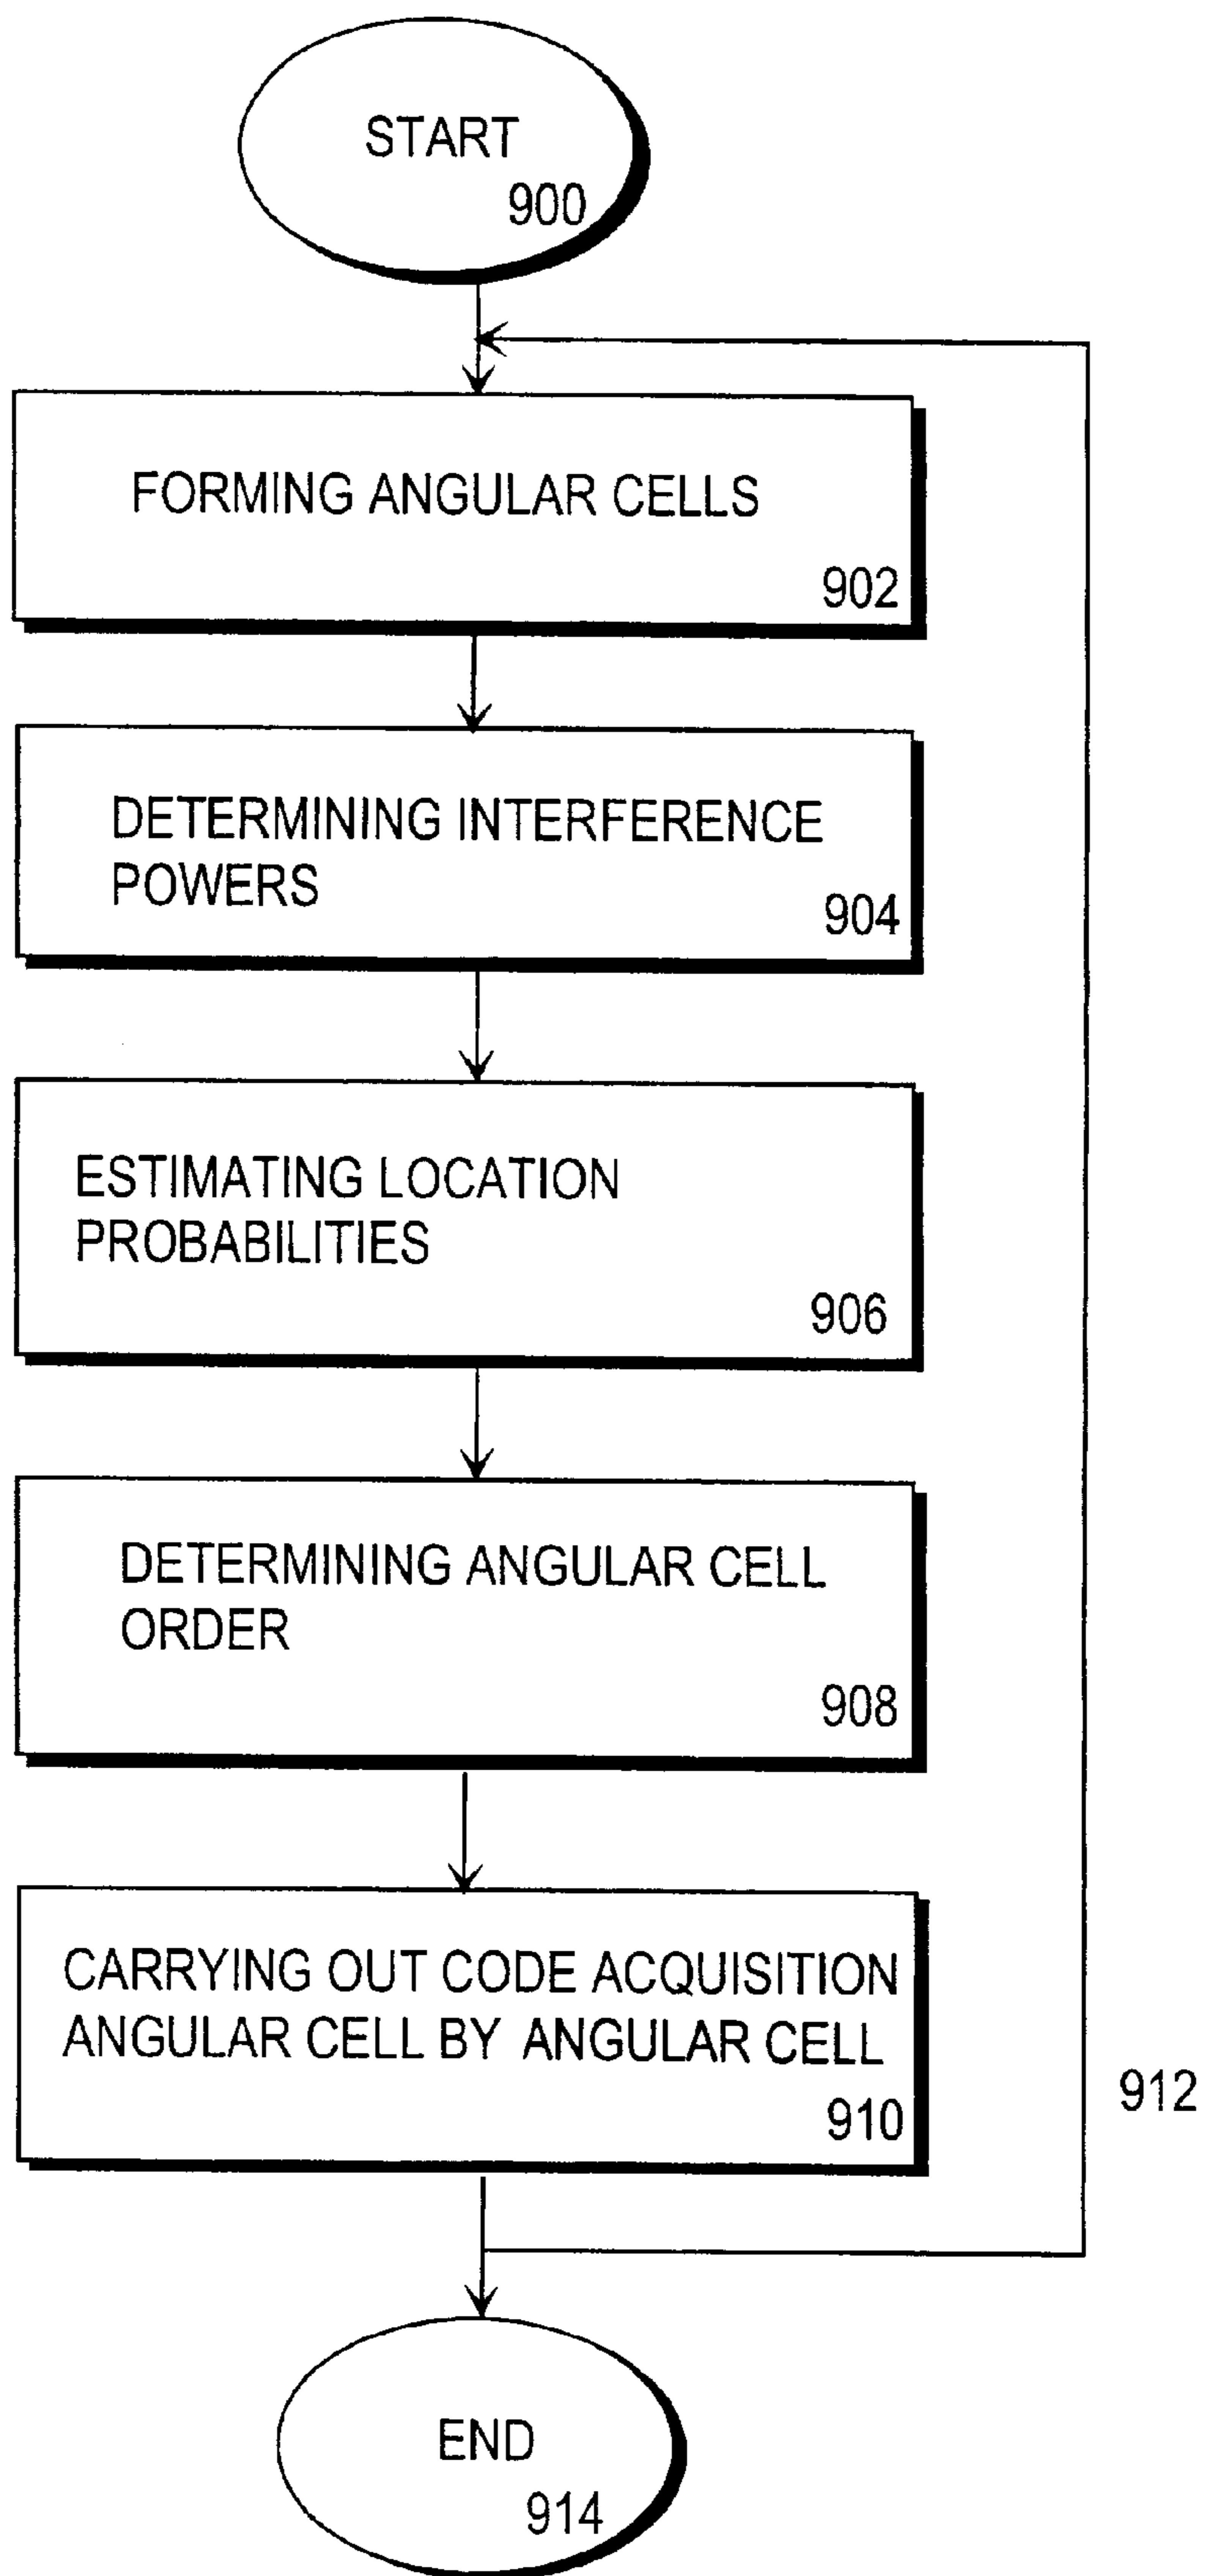 START
900
FORMING ANGULAR CELLS
902
DETERMINING INTERFERENCE
POWERS
904
ESTIMATING LOCATION
PROBABILITIES
906
DETERMINING ANGULAR CELL
ORDER
908
CARRYING OUT CODE ACQUISITION
ANGULAR CELL BY ANGULAR CELL
910
912
END
914